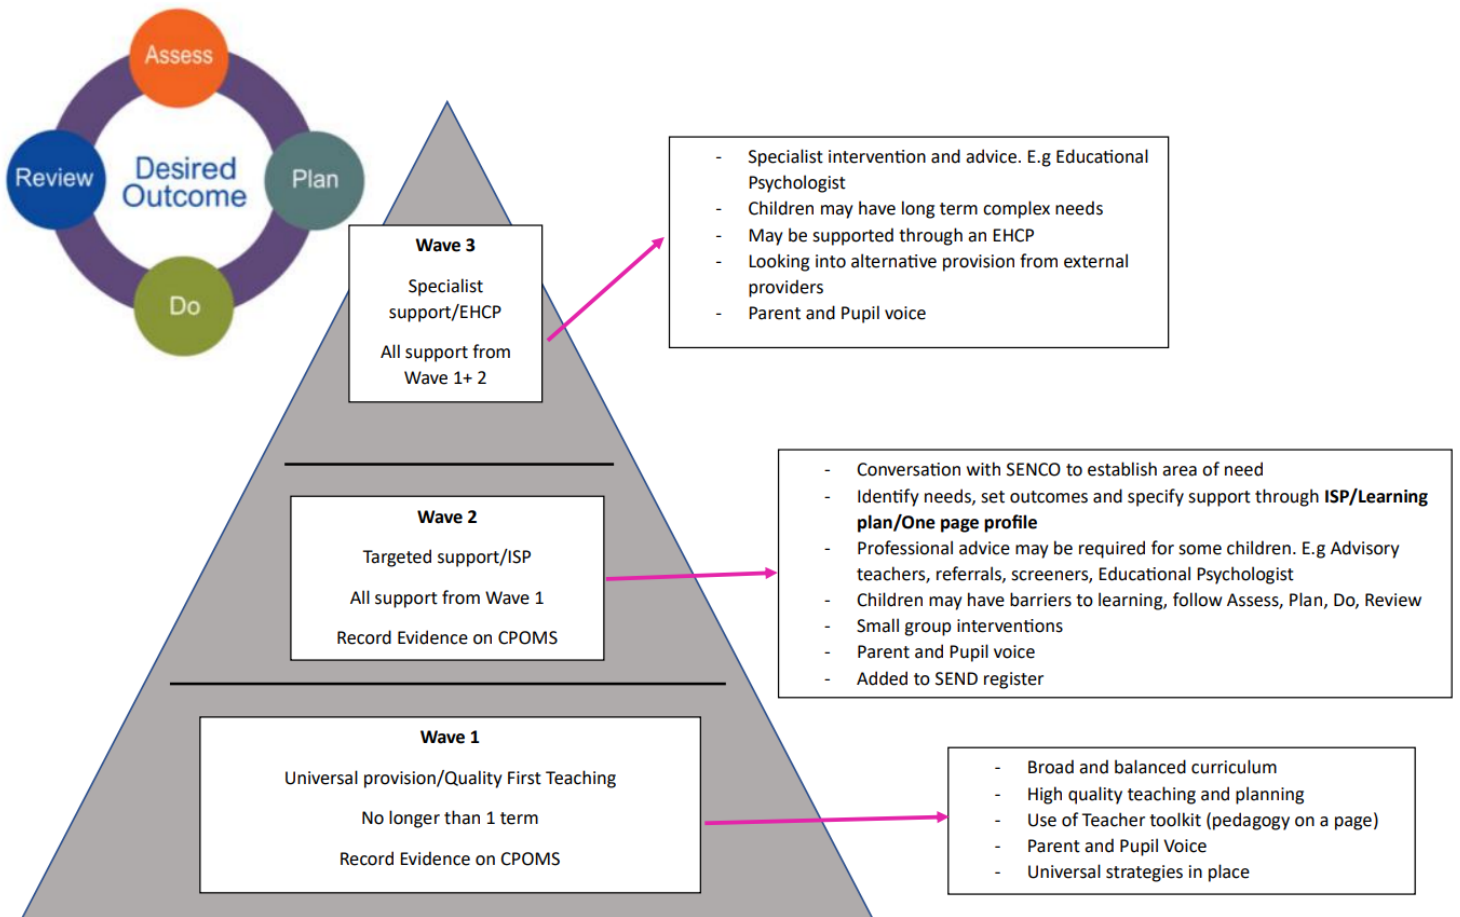 Assess
Review
Desired
Outcome
Plan
Do
Wave 3
Specialist
support/EHCP
All support from
Wave 1+ 2
- Specialist intervention and advice. E.g Educational
Psychologist
- Children may have long term complex needs
- May be supported through an EHCP
- Looking into alternative provision from external
providers
- Parent and Pupil voice
Wave 2
Targeted support/ISP
All support from Wave 1
Record Evidence on CPOMS
- Conversation with SENCO to establish area of need
- Identify needs, set outcomes and specify support through ISP/Learning
plan/One page profile
- Professional advice may be required for some children. E.g Advisory
teachers, referrals, screeners, Educational Psychologist
- Children may have barriers to learning, follow Assess, Plan, Do, Review
- Small group interventions
- Parent and Pupil voice
- Added to SEND register
Wave 1
Universal provision/Quality First Teaching
No longer than 1 term
Record Evidence on CPOMS
- Broad and balanced curriculum
- High quality teaching and planning
- Use of Teacher toolkit (pedagogy on a page)
- Parent and Pupil Voice
- Universal strategies in place